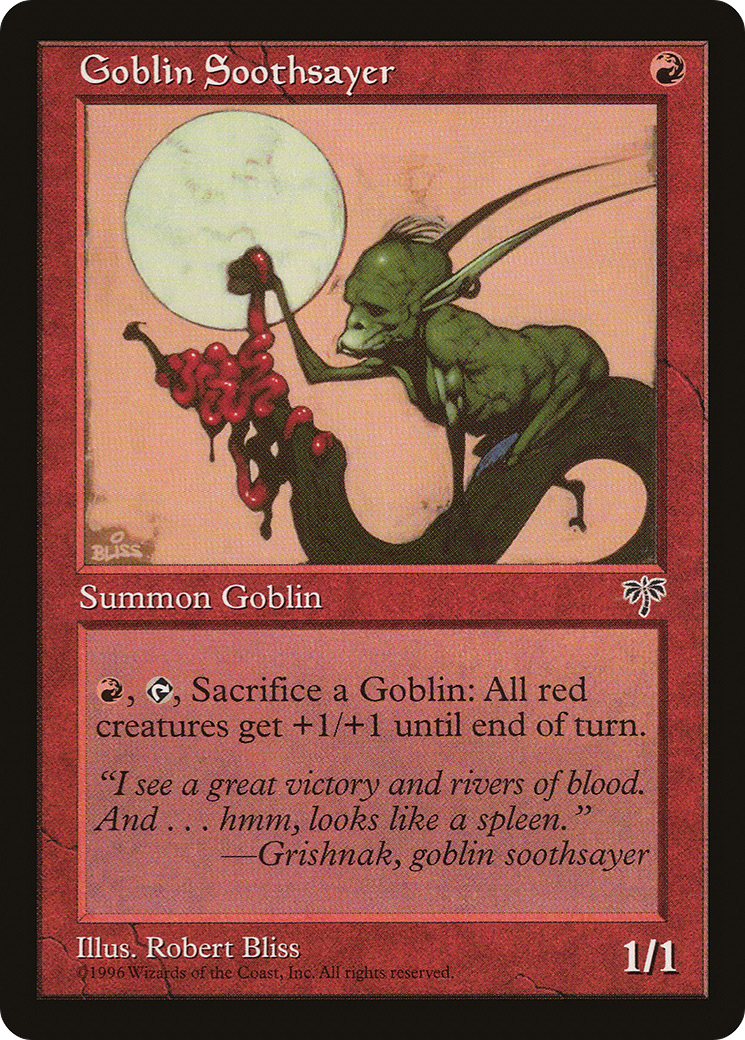 Goblin Soothsayer
BLISS
Summon Goblin
, , Sacrifice a Goblin: All red
creatures get +1/+1 until end of turn.
“I see a great victory and rivers of blood.
And . . . hmm, looks like a spleen.”
—Grishnak, goblin soothsayer
Illus. Robert Bliss
©1996 Wizards of the Coast, Inc. All rights reserved.
1/1